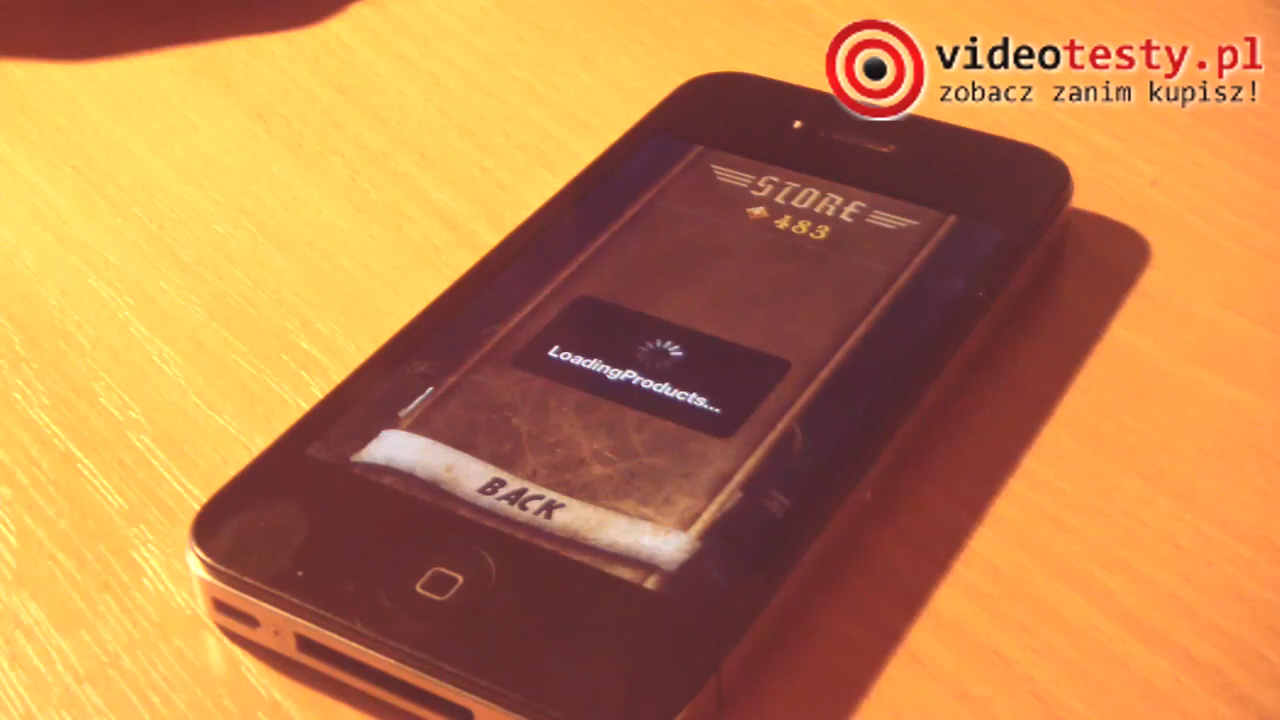 videotesty.pl
zobacz zanim kupisz!
STORE
483
LoadingProducts...
BACK